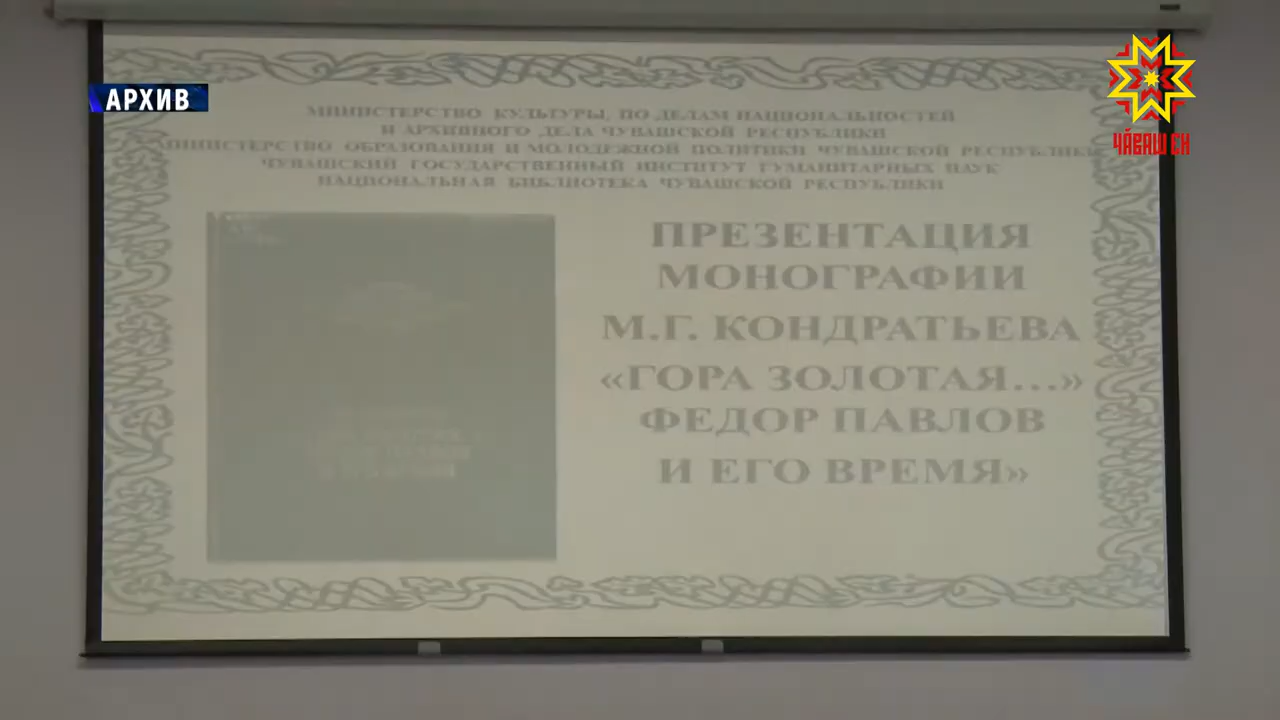 АРХИВ
ЧӐВАШ ЕН
МИНИСТЕРСТВО КУЛЬТУРЫ, ПО ДЕЛАМ НАЦИОНАЛЬНОСТЕЙ
И АРХИВНОГО ДЕЛА ЧУВАШСКОЙ РЕСПУБЛИКИ
МИНИСТЕРСТВО ОБРАЗОВАНИЯ И МОЛОДЕЖНОЙ ПОЛИТИКИ ЧУВАШСКОЙ РЕСПУБЛИКИ
ЧУВАШСКИЙ ГОСУДАРСТВЕННЫЙ ИНСТИТУТ ГУМАНИТАРНЫХ НАУК
НАЦИОНАЛЬНАЯ БИБЛИОТЕКА ЧУВАШСКОЙ РЕСПУБЛИКИ
ПРЕЗЕНТАЦИЯ
МОНОГРАФИИ
М.Г. КОНДРАТЬЕВА
«ГОРА ЗОЛОТАЯ...»
ФЕДОР ПАВЛОВ
И ЕГО ВРЕМЯ»